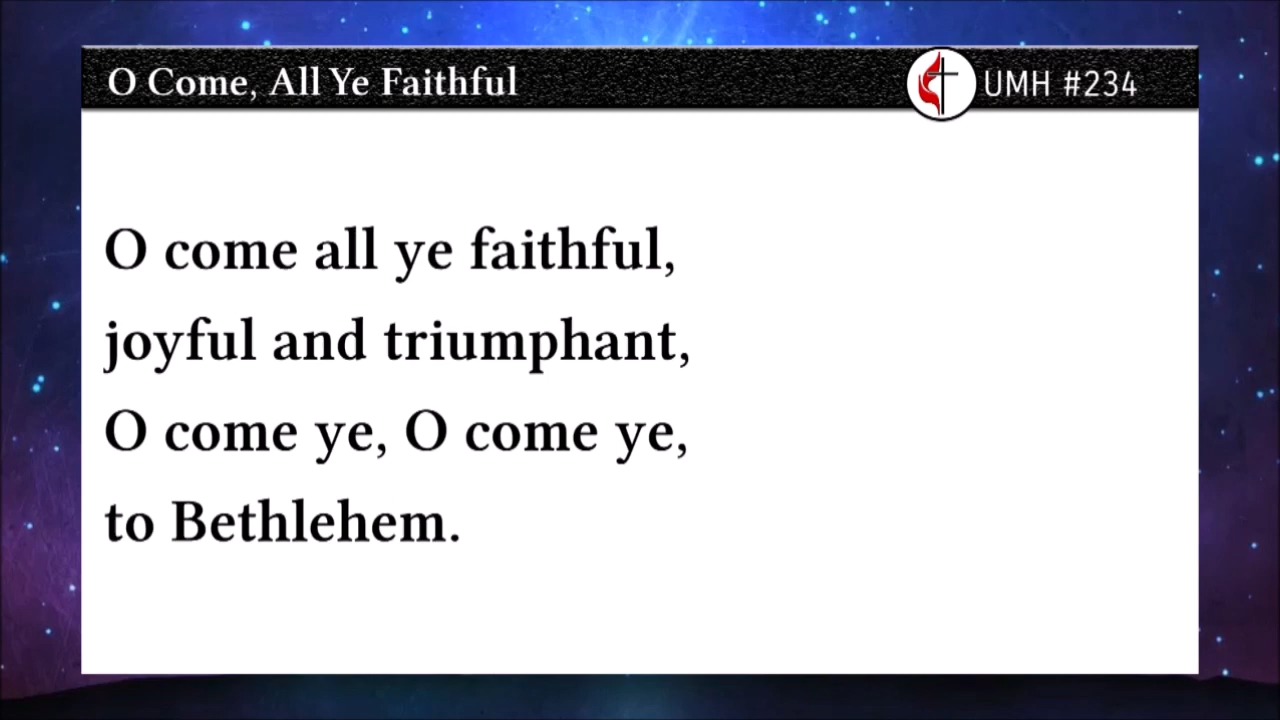 O Come, All Ye Faithful
UMH #234
O come all ye faithful,
joyful and triumphant,
O come ye, O come ye,
to Bethlehem.